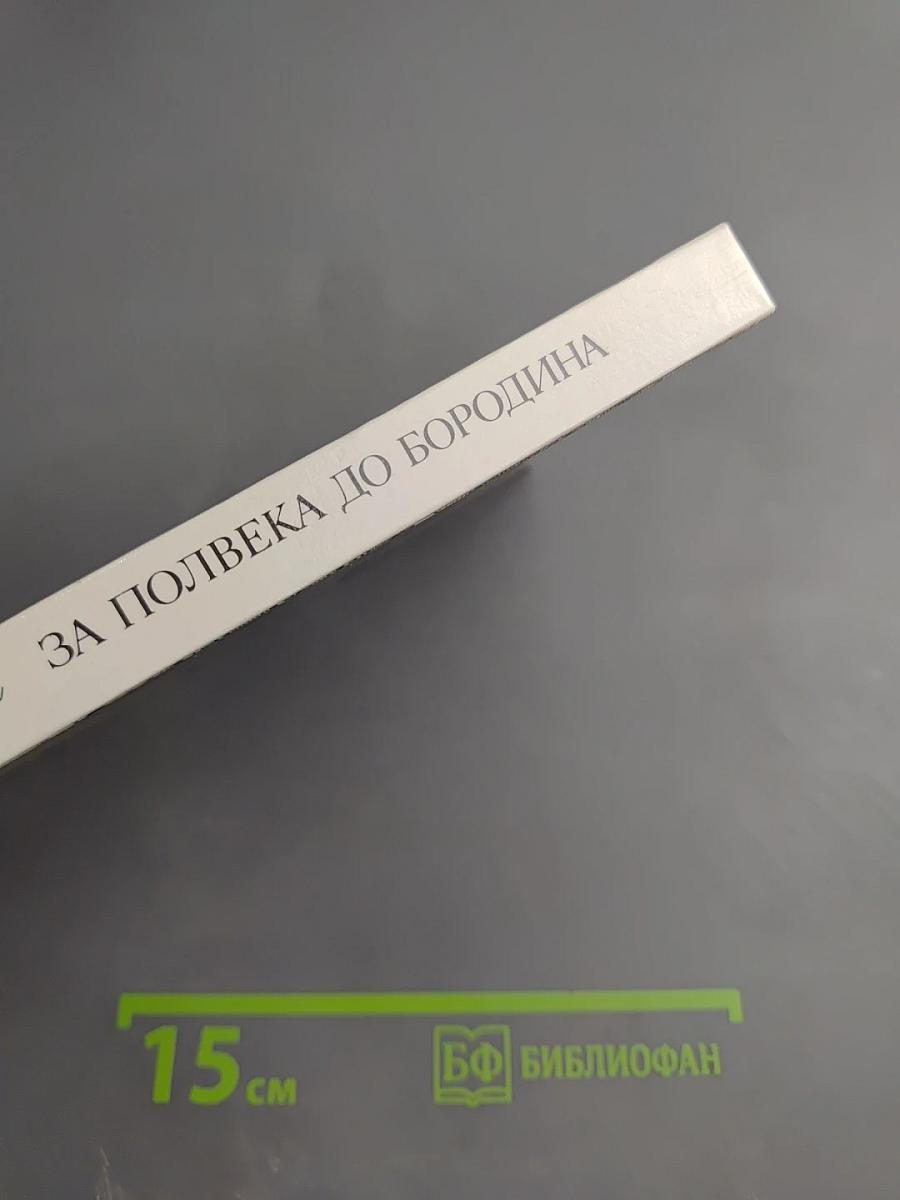 ЗА ПОЛВЕКА ДО БОРОДИНА
15 см
БФ БИБЛИОФАН